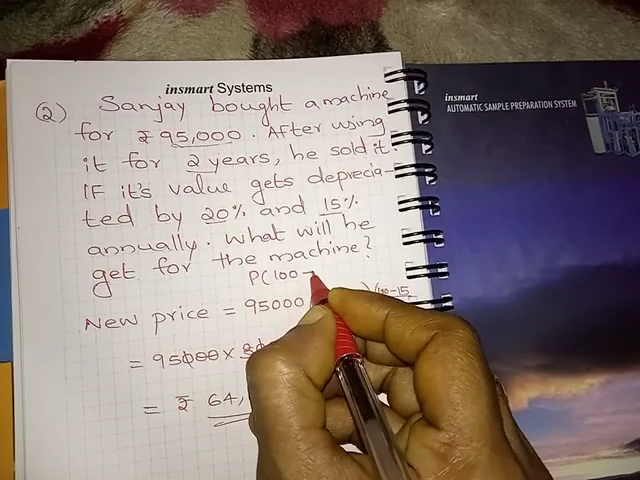 insmart Systems
② Sanjay bought a machine
for ₹ 95,000. After using
it for 2 years, he sold it.
If it's value gets deprecia-
ted by 20% and 15%
annually. What will he
get for the machine?
P(100 -
New price = 95000 100-15
= 95000 ×
= ₹ 64,
insmart
AUTOMATIC SAMPLE PREPARATION SYSTEM